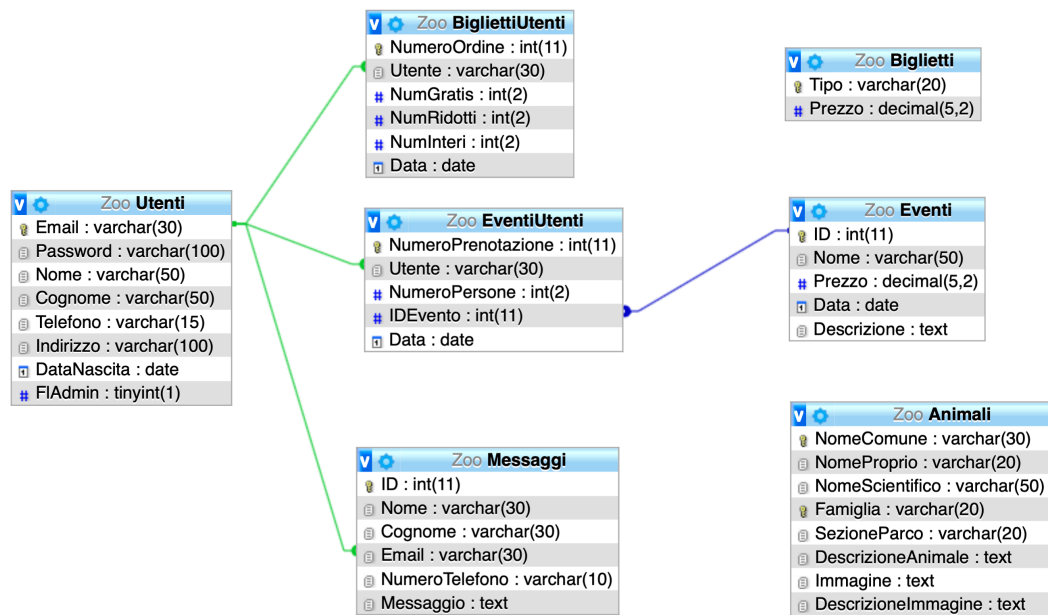 Zoo BigliettiUtenti
NumeroOrdine : int(11)
Utente : varchar(30)
NumGratis : int(2)
NumRidotti : int(2)
NumInteri : int(2)
Data : date
Zoo Biglietti
Tipo : varchar(20)
Prezzo : decimal(5,2)
Zoo Utenti
Email : varchar(30)
Password : varchar(100)
Nome : varchar(50)
Cognome : varchar(50)
Telefono : varchar(15)
Indirizzo : varchar(100)
DataNascita : date
FlAdmin : tinyint(1)
Zoo EventiUtenti
NumeroPrenotazione : int(11)
Utente : varchar(30)
NumeroPersone : int(2)
IDEvento : int(11)
Data : date
Zoo Eventi
ID : int(11)
Nome : varchar(50)
Prezzo : decimal(5,2)
Data : date
Descrizione : text
Zoo Messaggi
ID : int(11)
Nome : varchar(30)
Cognome : varchar(30)
Email : varchar(30)
NumeroTelefono : varchar(10)
Messaggio : text
Zoo Animali
NomeComune : varchar(30)
NomeProprio : varchar(20)
NomeScientifico : varchar(50)
Famiglia : varchar(20)
SezioneParco : varchar(20)
DescrizioneAnimale : text
Immagine : text
DescrizioneImmagine : text